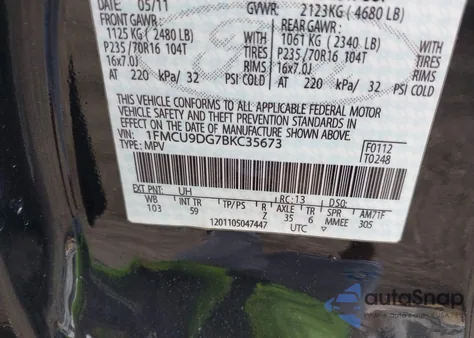 DATE: 05/11
GVWR: 2123KG (4680 LB)
FRONT GAWR:
REAR GAWR:
1125 KG (2480 LB) WITH
1061 KG (2340 LB) WITH
P235/70R16 104T TIRES
P235/70R16 104T TIRES
16x7.0J RIMS
16x7.0J RIMS
AT 220 kPa/ 32 PSI COLD
AT 220 kPa/ 32 PSI COLD
THIS VEHICLE CONFORMS TO ALL APPLICABLE FEDERAL MOTOR
VEHICLE SAFETY AND THEFT PREVENTION STANDARDS IN
EFFECT ON THE DATE OF MANUFACTURE SHOWN ABOVE.
VIN: 1FMCU9DG7BKC35673
TYPE: MPV
F0112
T0248
EXT PNT: UH RC: 13
WB INT TR TP/PS R AXLE TR SPR AM71F
103 59 2 35 6 MMEE 305
1201105047447 UTC
autoSnap